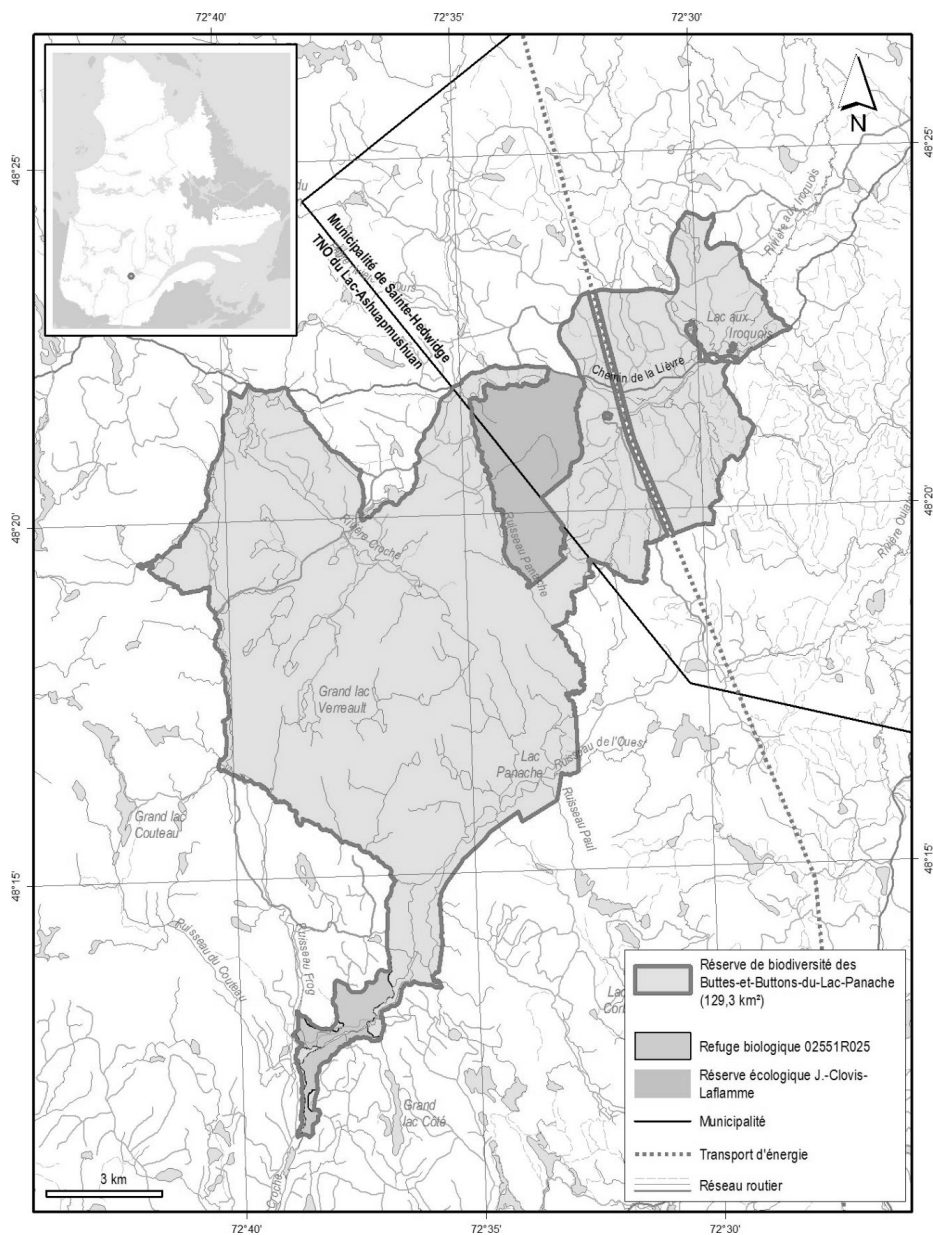 72°40'
72°35'
72°30'
N
48°25'
48°25'
du
Municipalité de Sainte-Hedwidge
TNO du Lac-Ashuapmushuan
Rivière aux Iroquois
Lac aux
Iroquois
Chemin de la Lièvre
48°20'
48°20'
Rivière Croche
Ruisseau Panache
Grand lac
Verreault
Lac
Panache
Ruisseau de l'Ouest
Grand lac
Couteau
Ruisseau Paul
48°15'
48°15'
Ruisseau du Couteau
Ruisseau Frog
Grand
lac Côté
Croche
3 km
Réserve de biodiversité des
Buttes-et-Buttons-du-Lac-Panache
(129,3 km²)
Refuge biologique 02551R025
Réserve écologique J.-Clovis-
Laflamme
Municipalité
Transport d'énergie
Réseau routier
72°40'
72°35'
72°30'